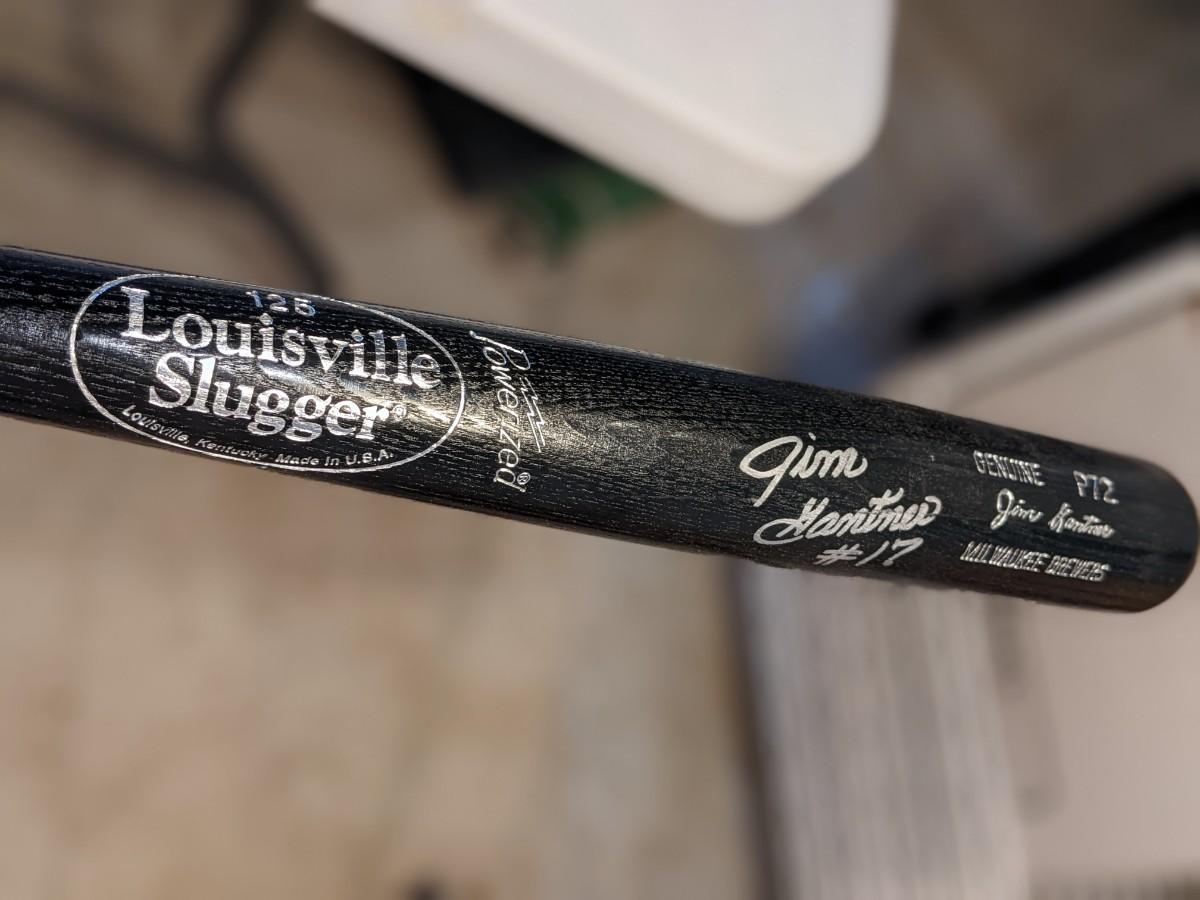 125
Louisville
Slugger®
Louisville, Kentucky Made in U.S.A.
Powerized®
Jim
Gantner
#17
GENUINE P72
Jim Gantner
MILWAUKEE BREWERS